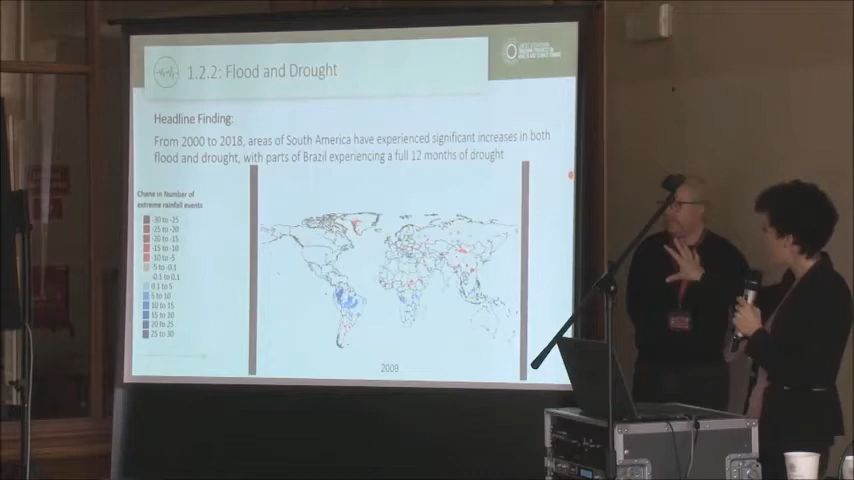 1.2.2: Flood and Drought
Headline Finding:
From 2000 to 2018, areas of South America have experienced significant increases in both
flood and drought, with parts of Brazil experiencing a full 12 months of drought
Chane in Number of
extreme rainfall events
-30 to -25
-25 to -20
-20 to -15
-15 to -10
-10 to -5
-5 to -0.1
-0.1 to 0.1
0.1 to 5
5 to 10
10 to 15
15 to 20
20 to 25
25 to 30
2009